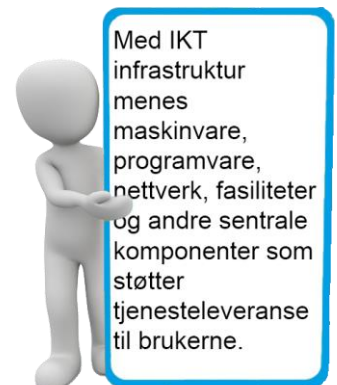 Med IKT
infrastruktur
menes
maskinvare,
programvare,
nettverk, fasiliteter
og andre sentrale
komponenter som
støtter
tjenesteleveranse
til brukerne.